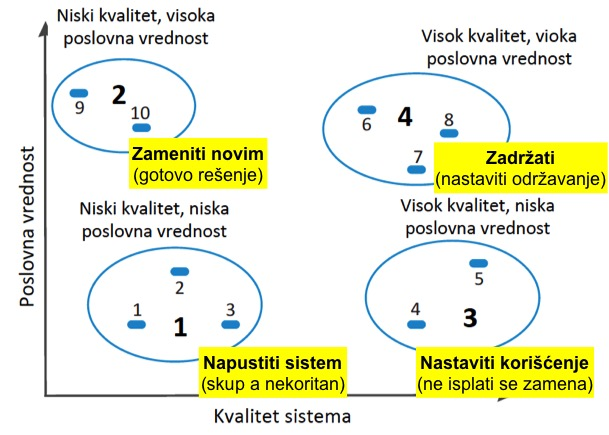 Niski kvalitet, visoka
poslovna vrednost
Visok kvalitet, vioka
poslovna vrednost
2
9
10
Zameniti novim
(gotovo rešenje)
4
6
8
7
Zadržati
(nastaviti održavanje)
Niski kvalitet, niska
poslovna vrednost
Visok kvalitet, niska
poslovna vrednost
2
1
3
1
Napustiti sistem
(skup a nekoritan)
5
4
3
Nastaviti korišćenje
(ne isplati se zamena)
Poslovna vrednost
Kvalitet sistema